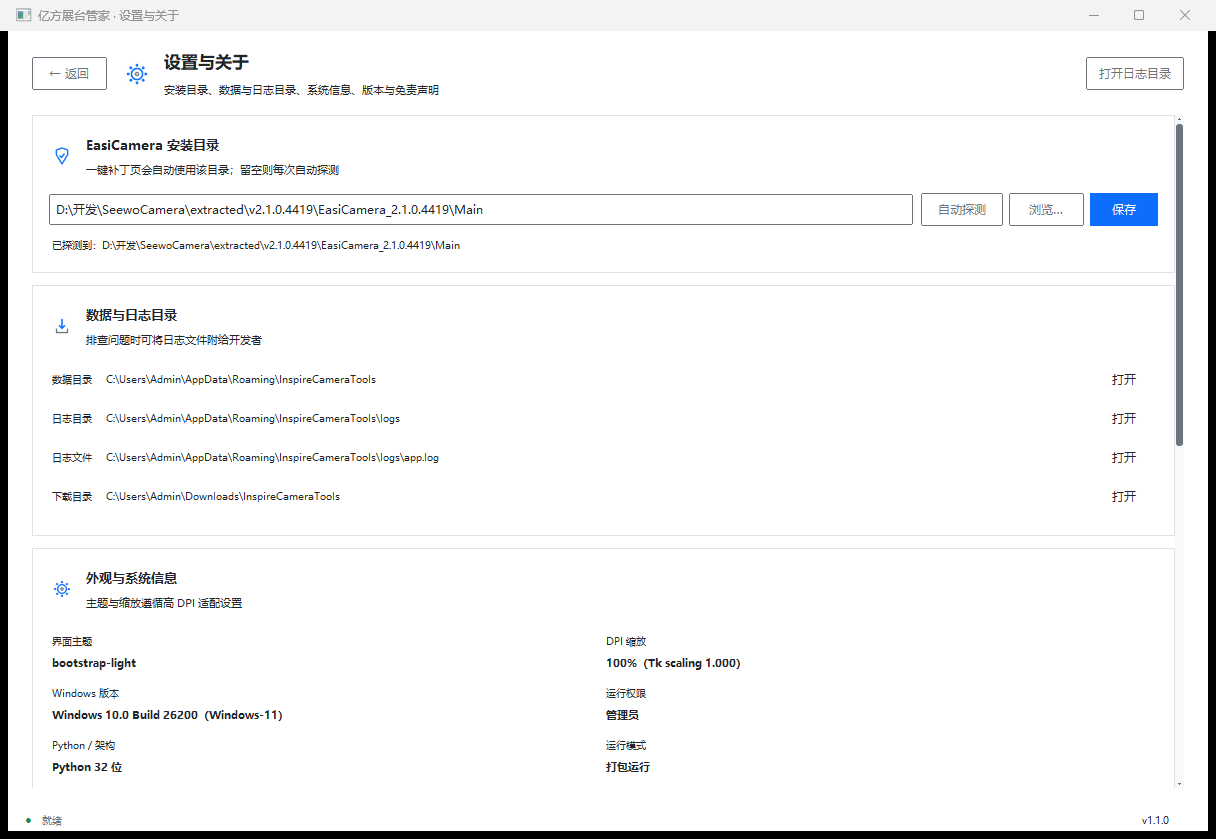 亿方展台管家 · 设置与关于
← 返回
设置与关于
安装目录、数据与日志目录、系统信息、版本与免责声明
打开日志目录
EasiCamera 安装目录
一键补丁页会自动使用该目录；留空则每次自动探测
D:\开发\SeewoCamera\extracted\v2.1.0.4419\EasiCamera_2.1.0.4419\Main
自动探测
浏览...
保存
已探测到：D:\开发\SeewoCamera\extracted\v2.1.0.4419\EasiCamera_2.1.0.4419\Main
数据与日志目录
排查问题时可将日志文件附给开发者
数据目录 C:\Users\Admin\AppData\Roaming\InspireCameraTools 打开
日志目录 C:\Users\Admin\AppData\Roaming\InspireCameraTools\logs 打开
日志文件 C:\Users\Admin\AppData\Roaming\InspireCameraTools\logs\app.log 打开
下载目录 C:\Users\Admin\Downloads\InspireCameraTools 打开
外观与系统信息
主题与缩放遵循高 DPI 适配设置
界面主题
bootstrap-light
DPI 缩放
100%（Tk scaling 1.000）
Windows 版本
Windows 10.0 Build 26200（Windows-11）
运行权限
管理员
Python / 架构
Python 32 位
运行模式
打包运行
就绪
v1.1.0